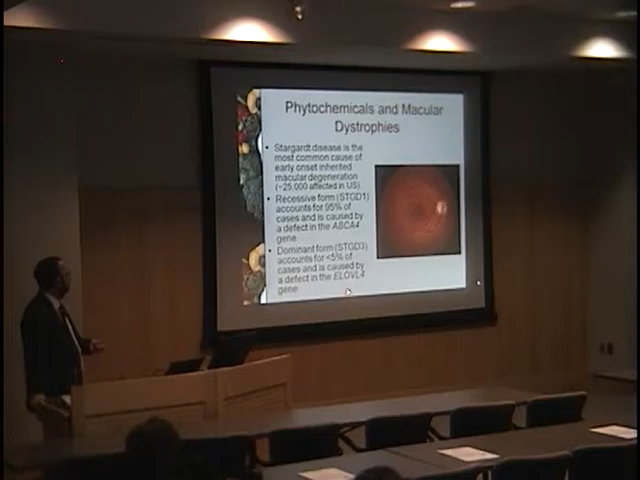 Phytochemicals and Macular
Dystrophies
• Stargardt disease is the
most common cause of
early onset inherited
macular degeneration
(~25,000 affected in US)
• Recessive form (STGD1)
accounts for 95% of
cases and is caused by
a defect in the ABCA4
gene
• Dominant form (STGD3)
accounts for <5% of
cases and is caused by
a defect in the ELOVL4
gene